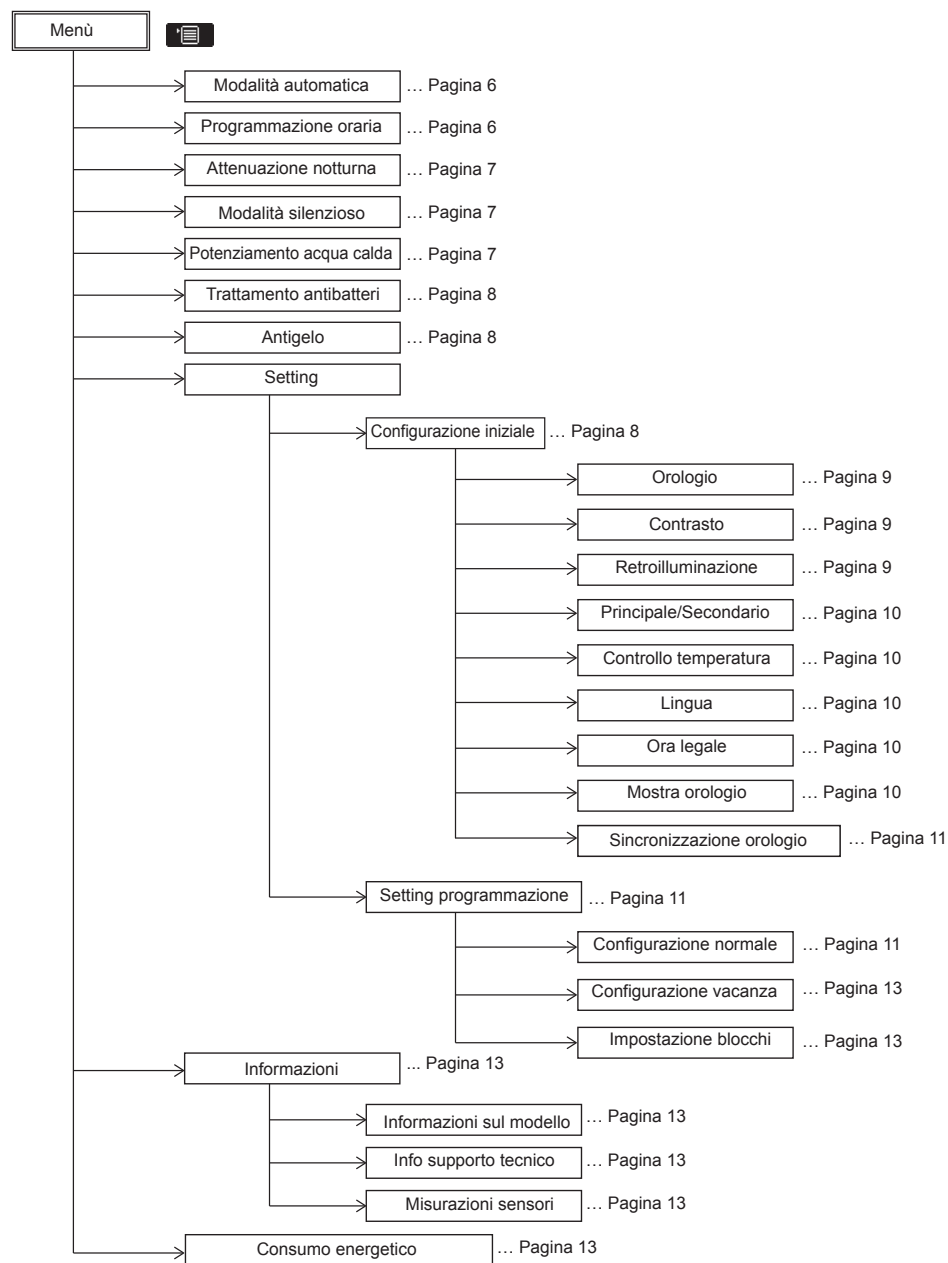 Menù
Modalità automatica … Pagina 6
Programmazione oraria … Pagina 6
Attenuazione notturna … Pagina 7
Modalità silenzioso … Pagina 7
Potenziamento acqua calda … Pagina 7
Trattamento antibatteri … Pagina 8
Antigelo … Pagina 8
Setting
Configurazione iniziale … Pagina 8
Orologio … Pagina 9
Contrasto … Pagina 9
Retroilluminazione … Pagina 9
Principale/Secondario … Pagina 10
Controllo temperatura … Pagina 10
Lingua … Pagina 10
Ora legale … Pagina 10
Mostra orologio … Pagina 10
Sincronizzazione orologio … Pagina 11
Setting programmazione … Pagina 11
Configurazione normale … Pagina 11
Configurazione vacanza … Pagina 13
Impostazione blocchi … Pagina 13
Informazioni ... Pagina 13
Informazioni sul modello … Pagina 13
Info supporto tecnico … Pagina 13
Misurazioni sensori … Pagina 13
Consumo energetico … Pagina 13